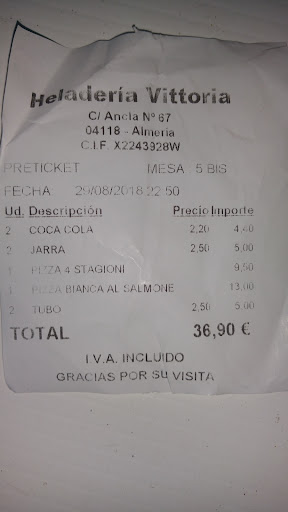 Heladería Vittoria
C/ Ancla Nº 67
04118 - Almería
C.I.F. X2243928W
PRETICKET MESA: 5 BIS
FECHA: 29/08/2018 22:50
Ud. Descripción Precio Importe
2 COCA COLA 2,20 4,40
2 JARRA 2,50 5,00
1 PIZZA 4 STAGIONI 9,50
1 PIZZA BIANCA AL SALMONE 13,00
2 TUBO 2,50 5,00
TOTAL 36,90 €
I.V.A. INCLUIDO
GRACIAS POR SU VISITA